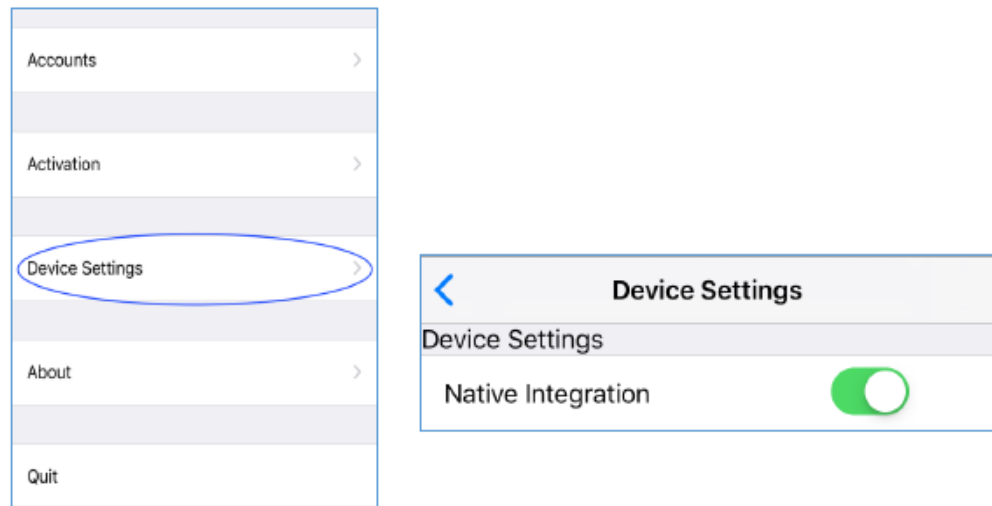 Accounts
Activation
Device Settings
About
Quit
Device Settings
Device Settings
Native Integration